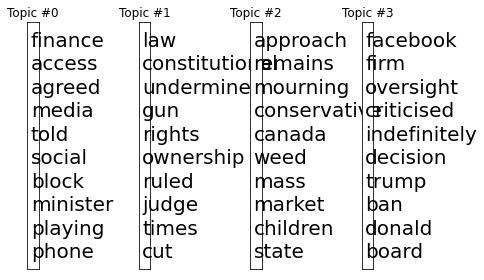 Topic #0 Topic #1 Topic #2 Topic #3
finance law approach facebook
access constitutional remains firm
agreed undermine mourning oversight
media gun conservative criticised
told rights canada indefinitely
social ownership weed decision
block ruled mass trump
minister judge market ban
playing times children donald
phone cut state board